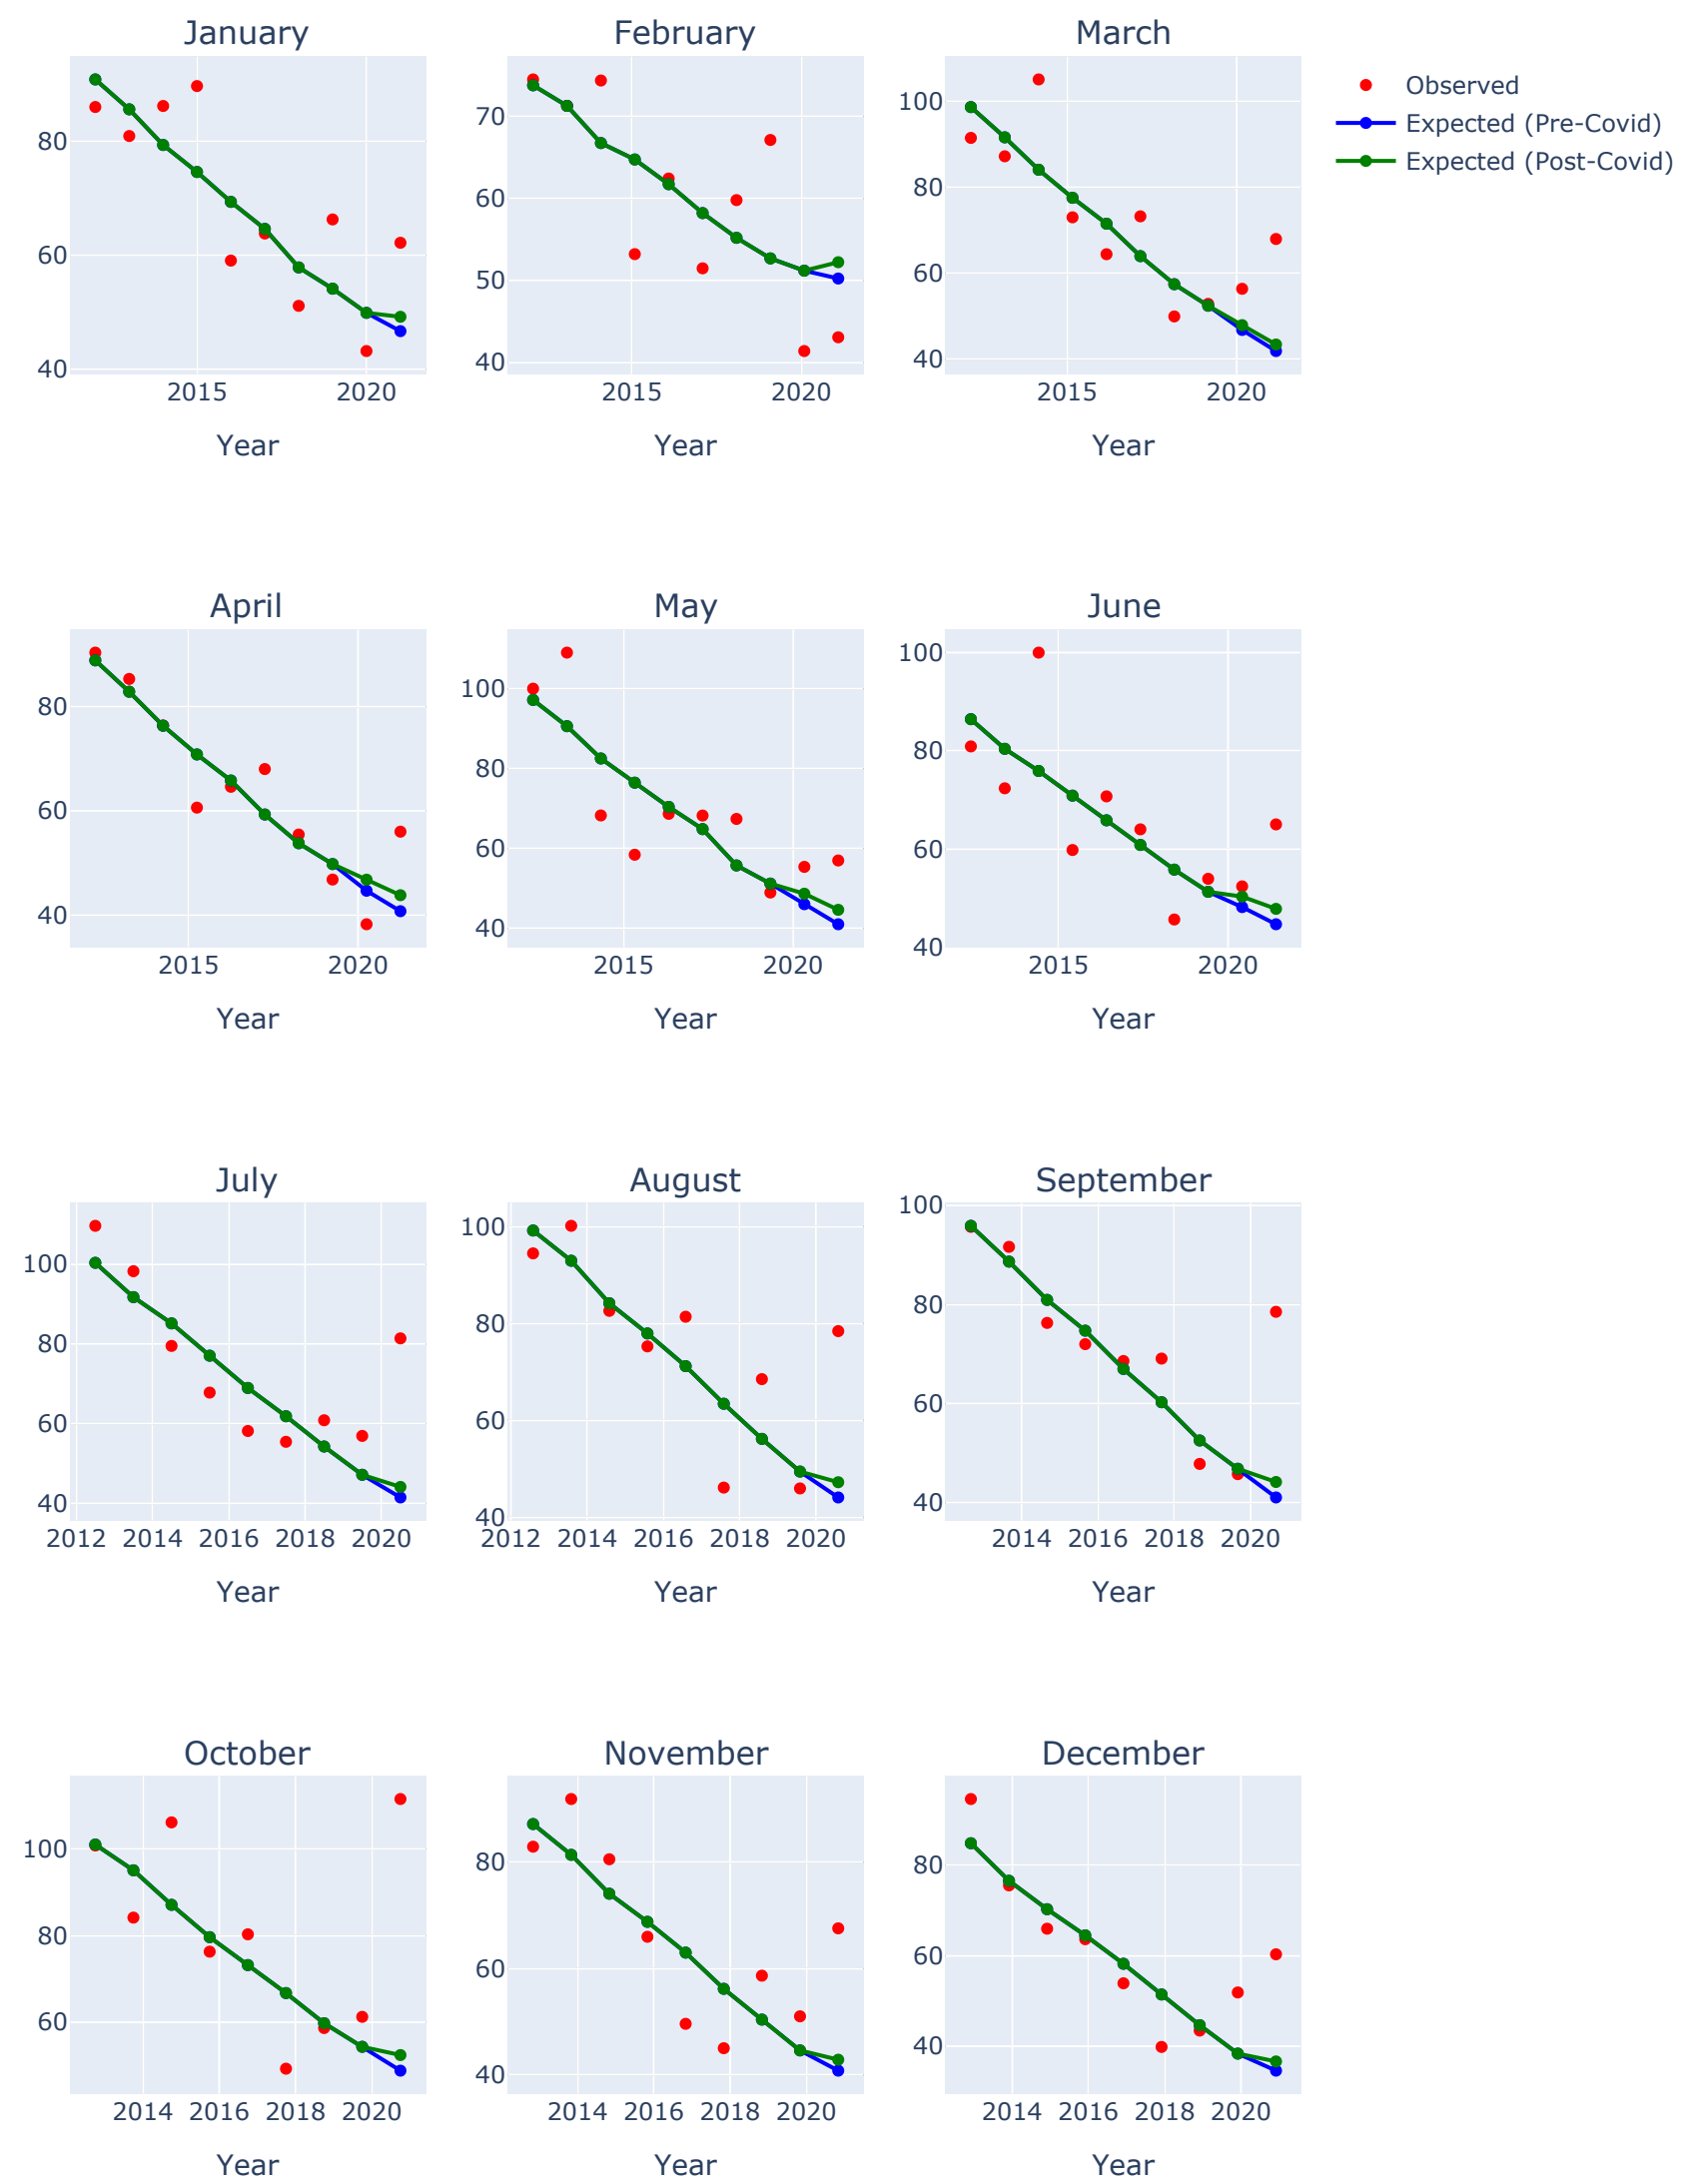 January
February
March
Observed
Expected (Pre-Covid)
Expected (Post-Covid)
80
60
40
2015
2020
Year
70
60
50
40
2015
2020
Year
100
80
60
40
2015
2020
Year
April
May
June
80
60
40
2015
2020
Year
100
80
60
40
2015
2020
Year
100
80
60
40
2015
2020
Year
July
August
September
100
80
60
40
2012 2014 2016 2018 2020
Year
100
80
60
40
2012 2014 2016 2018 2020
Year
100
80
60
40
2014 2016 2018 2020
Year
October
November
December
100
80
60
2014 2016 2018 2020
Year
80
60
40
2014 2016 2018 2020
Year
80
60
40
2014 2016 2018 2020
Year